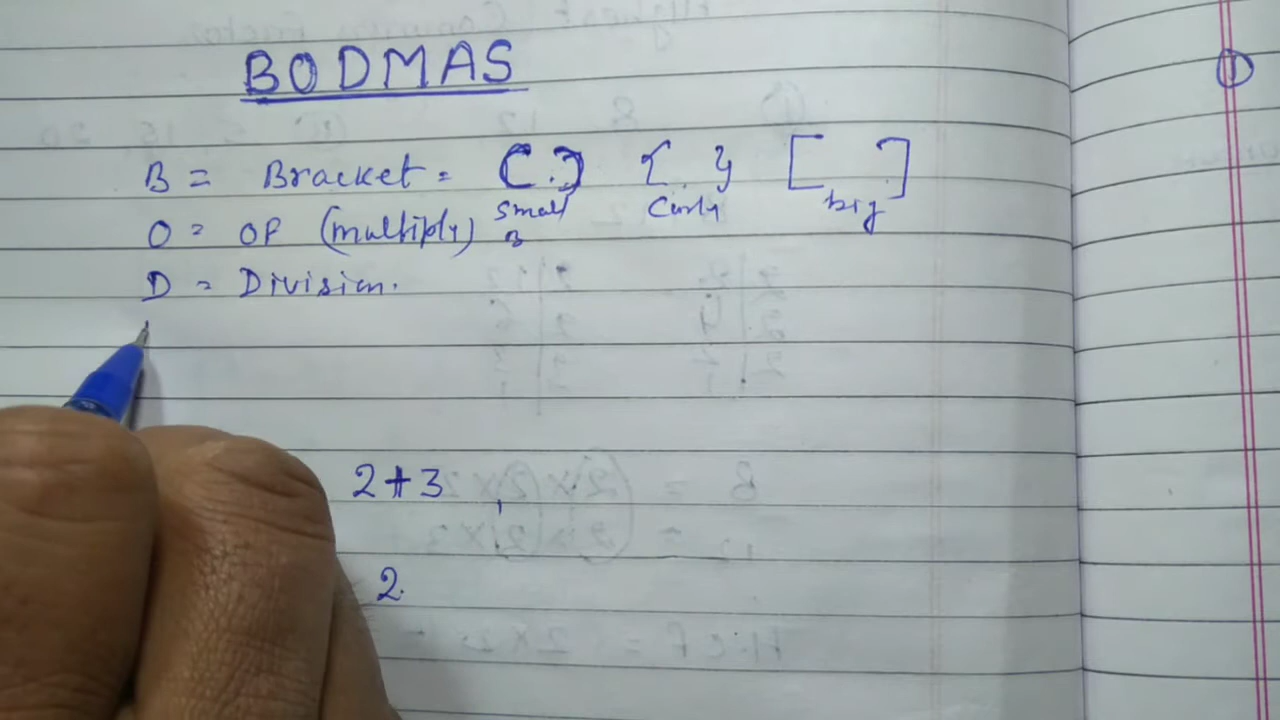 BODMAS
B = Bracket = (.) { } [ ]
small curly big
O = OF (multiply) B
D = Division.
2+3
2.